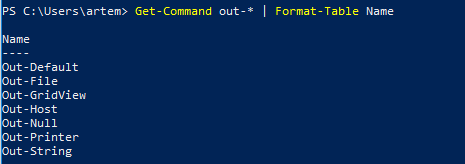 PS C:\Users\artem> Get-Command out-* | Format-Table Name
Name
----
Out-Default
Out-File
Out-GridView
Out-Host
Out-Null
Out-Printer
Out-String